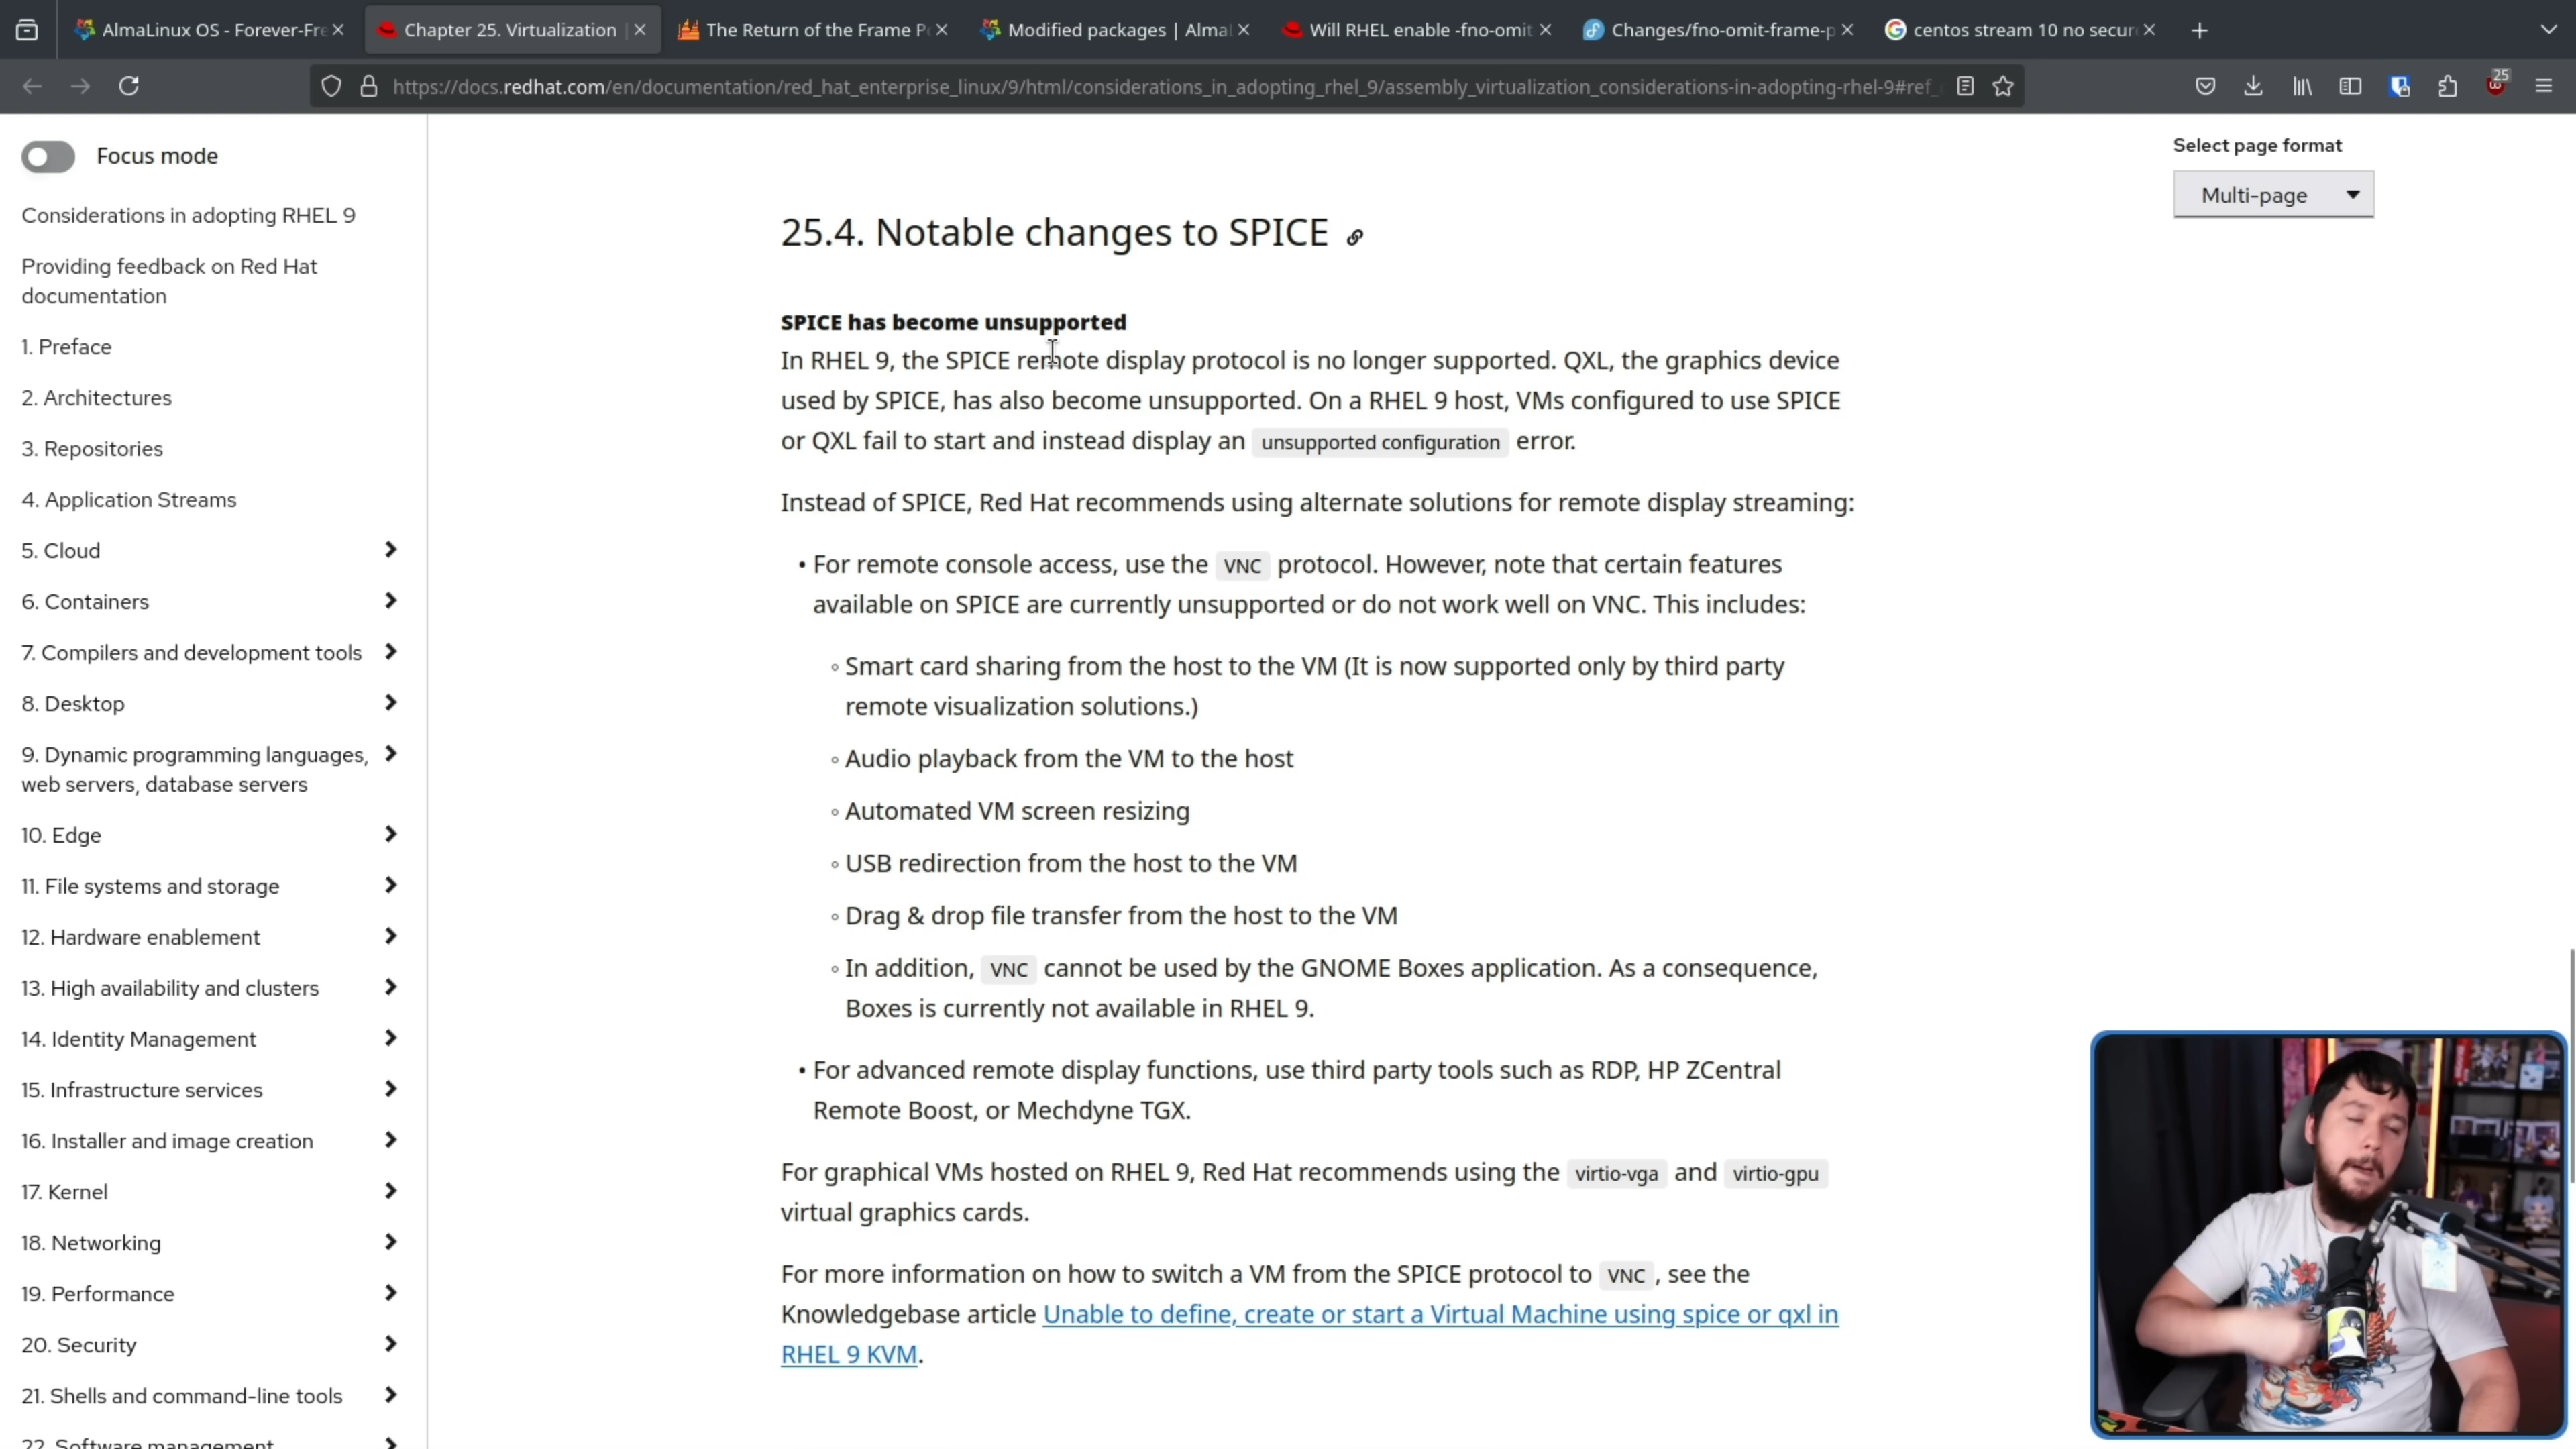 AlmaLinux OS - Forever-Fre
Chapter 25. Virtualization
The Return of the Frame P
Modified packages | Alma
Will RHEL enable -fno-omit
Changes/fno-omit-frame-p
centos stream 10 no secur
https://docs.redhat.com/en/documentation/red_hat_enterprise_linux/9/html/considerations_in_adopting_rhel_9/assembly_virtualization_considerations-in-adopting-rhel-9#ref_
25
Focus mode
Considerations in adopting RHEL 9
Providing feedback on Red Hat
documentation
1. Preface
2. Architectures
3. Repositories
4. Application Streams
5. Cloud
6. Containers
7. Compilers and development tools
8. Desktop
9. Dynamic programming languages,
web servers, database servers
10. Edge
11. File systems and storage
12. Hardware enablement
13. High availability and clusters
14. Identity Management
15. Infrastructure services
16. Installer and image creation
17. Kernel
18. Networking
19. Performance
20. Security
21. Shells and command-line tools
22. Software management
Select page format
Multi-page
25.4. Notable changes to SPICE
SPICE has become unsupported
In RHEL 9, the SPICE remote display protocol is no longer supported. QXL, the graphics device
used by SPICE, has also become unsupported. On a RHEL 9 host, VMs configured to use SPICE
or QXL fail to start and instead display an unsupported configuration error.
Instead of SPICE, Red Hat recommends using alternate solutions for remote display streaming:
• For remote console access, use the VNC protocol. However, note that certain features
available on SPICE are currently unsupported or do not work well on VNC. This includes:
◦ Smart card sharing from the host to the VM (It is now supported only by third party
remote visualization solutions.)
◦ Audio playback from the VM to the host
◦ Automated VM screen resizing
◦ USB redirection from the host to the VM
◦ Drag & drop file transfer from the host to the VM
◦ In addition, VNC cannot be used by the GNOME Boxes application. As a consequence,
Boxes is currently not available in RHEL 9.
• For advanced remote display functions, use third party tools such as RDP, HP ZCentral
Remote Boost, or Mechdyne TGX.
For graphical VMs hosted on RHEL 9, Red Hat recommends using the virtio-vga and virtio-gpu
virtual graphics cards.
For more information on how to switch a VM from the SPICE protocol to VNC, see the
Knowledgebase article Unable to define, create or start a Virtual Machine using spice or qxl in
RHEL 9 KVM.